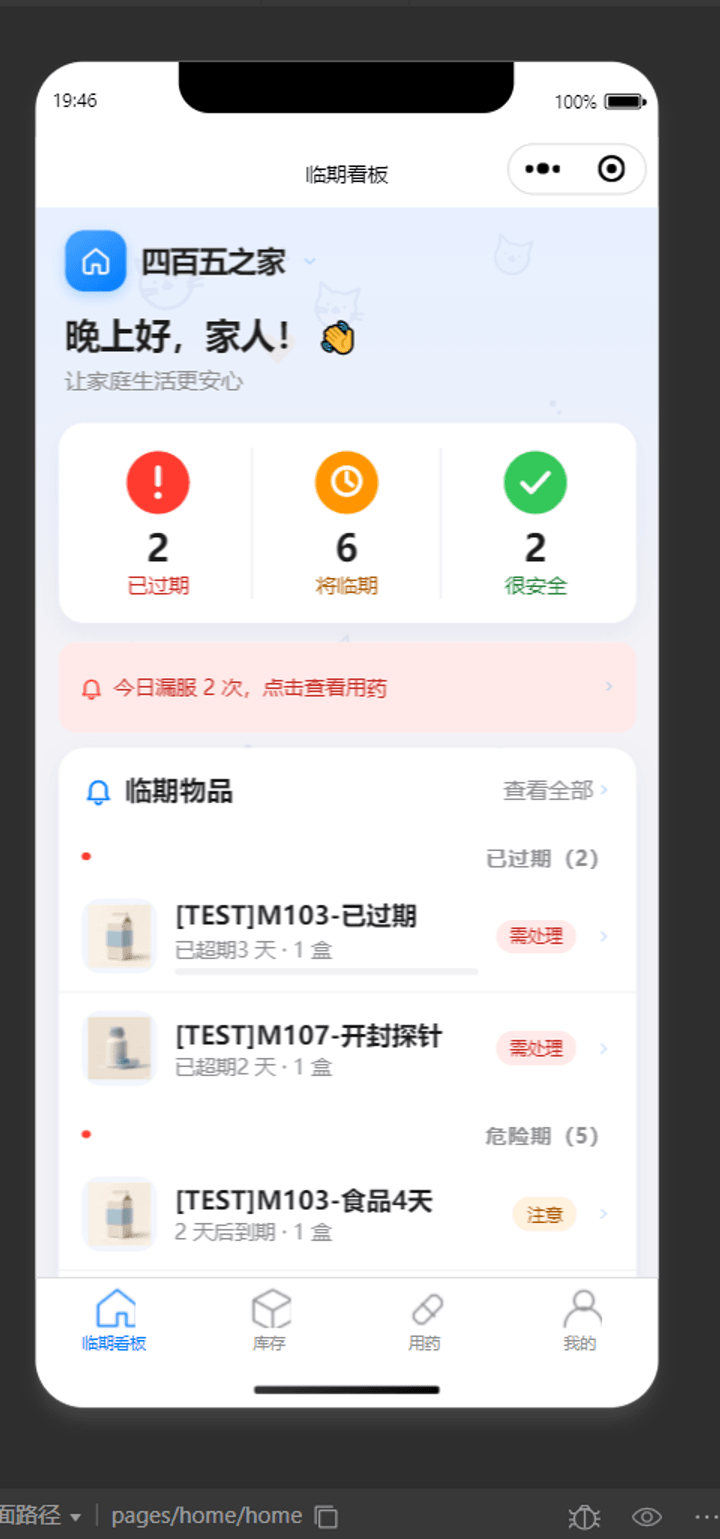 19:46 100%
临期看板
四百五之家
晚上好，家人！
让家庭生活更安心
2 6 2
已过期 将临期 很安全
今日漏服 2 次，点击查看用药
临期物品 查看全部
已过期（2）
[TEST]M103-已过期
已超期3 天 · 1 盒
需处理
[TEST]M107-开封探针
已超期2 天 · 1 盒
需处理
危险期（5）
[TEST]M103-食品4天
2 天后到期 · 1 盒
注意
临期看板 库存 用药 我的
面路径 pages/home/home